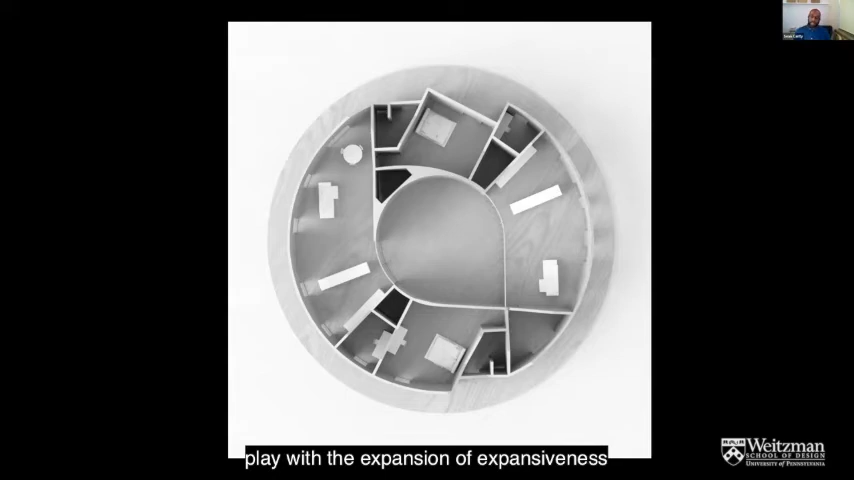 play with the expansion of expansiveness
Weitzman
SCHOOL OF DESIGN
UNIVERSITY OF PENNSYLVANIA